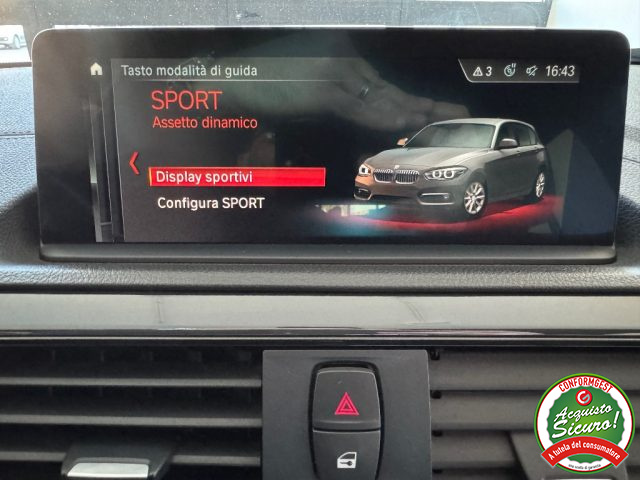 Tasto modalità di guida
3
16:43
SPORT
Assetto dinamico
Display sportivi
Configura SPORT
CONFORMGEST
Acquisto
Sicuro!
A tutela del consumatore